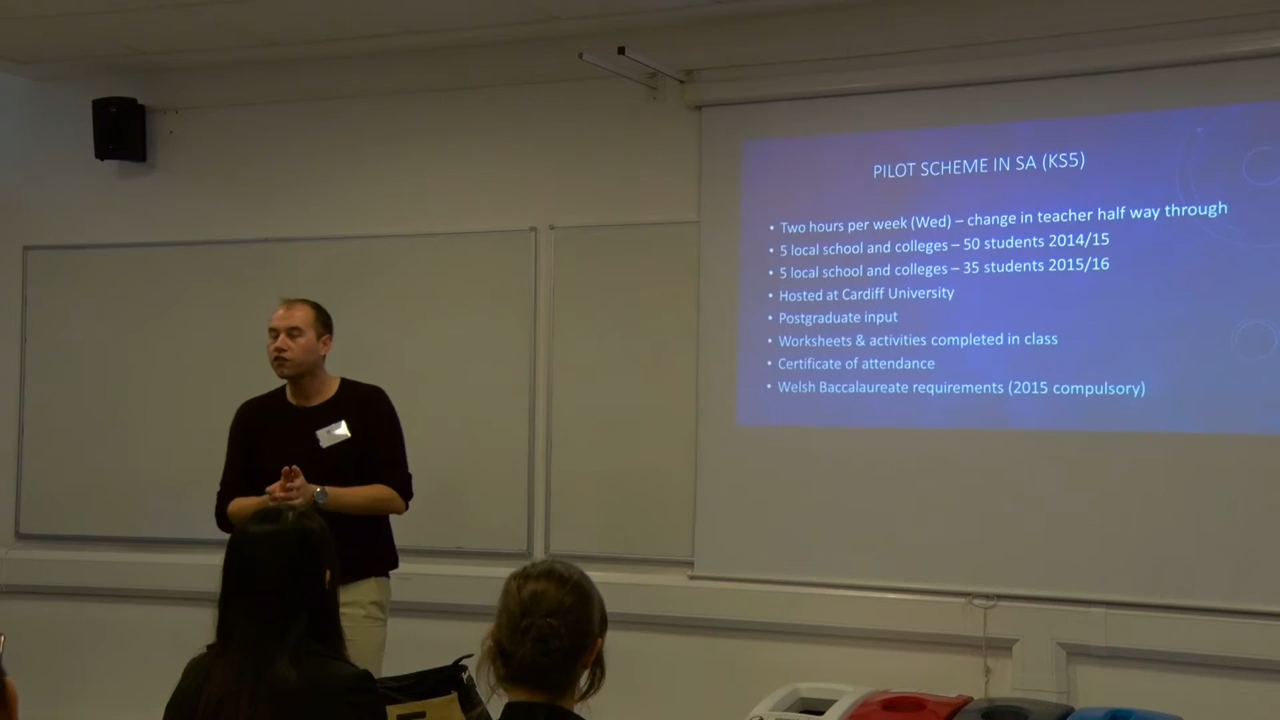 PILOT SCHEME IN SA (KS5)
• Two hours per week (Wed) – change in teacher half way through
• 5 local school and colleges – 50 students 2014/15
• 5 local school and colleges – 35 students 2015/16
• Hosted at Cardiff University
• Postgraduate input
• Worksheets & activities completed in class
• Certificate of attendance
• Welsh Baccalaureate requirements (2015 compulsory)